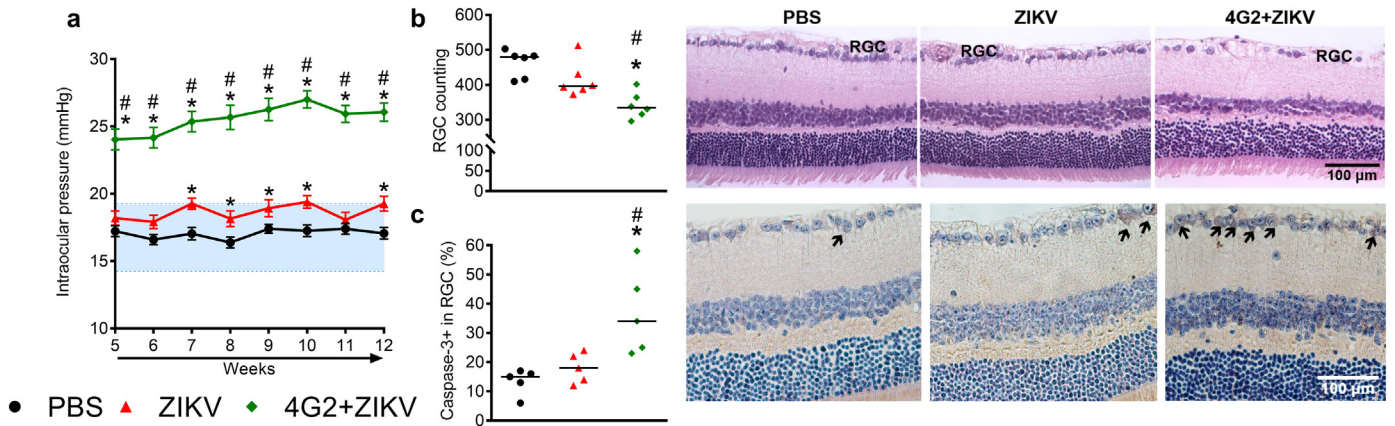 a
Intraocular pressure (mmHg)
30
25
20
15
10
# # # # # # # #
* * * * * * * *
* * * * * *
5 6 7 8 9 10 11 12
Weeks
PBS ZIKV 4G2+ZIKV
b
RGC counting
600
500
400
300
100
50
0
#
*
c
Caspase-3+ in RGC (%)
60
50
40
30
20
10
0
#
*
PBS ZIKV 4G2+ZIKV
RGC RGC RGC
100 µm
100 µm